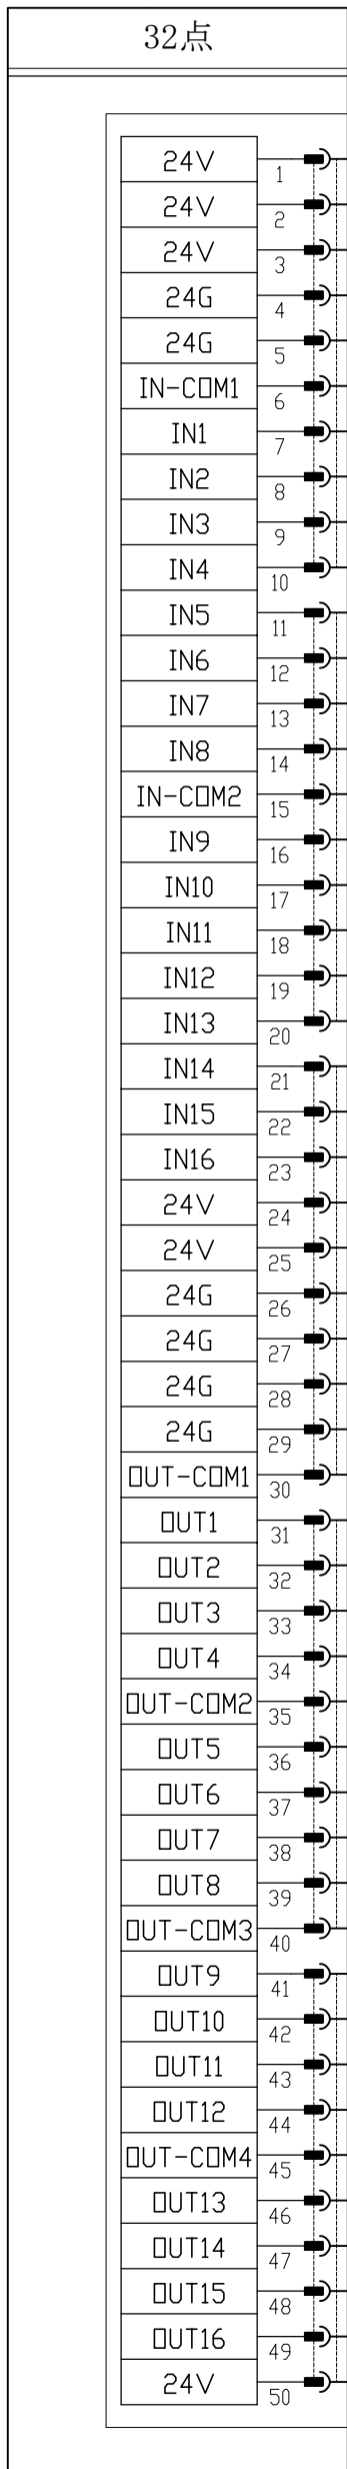 32点
24V 1
24V 2
24V 3
24G 4
24G 5
IN-COM1 6
IN1 7
IN2 8
IN3 9
IN4 10
IN5 11
IN6 12
IN7 13
IN8 14
IN-COM2 15
IN9 16
IN10 17
IN11 18
IN12 19
IN13 20
IN14 21
IN15 22
IN16 23
24V 24
24V 25
24G 26
24G 27
24G 28
24G 29
OUT-COM1 30
OUT1 31
OUT2 32
OUT3 33
OUT4 34
OUT-COM2 35
OUT5 36
OUT6 37
OUT7 38
OUT8 39
OUT-COM3 40
OUT9 41
OUT10 42
OUT11 43
OUT12 44
OUT-COM4 45
OUT13 46
OUT14 47
OUT15 48
OUT16 49
24V 50